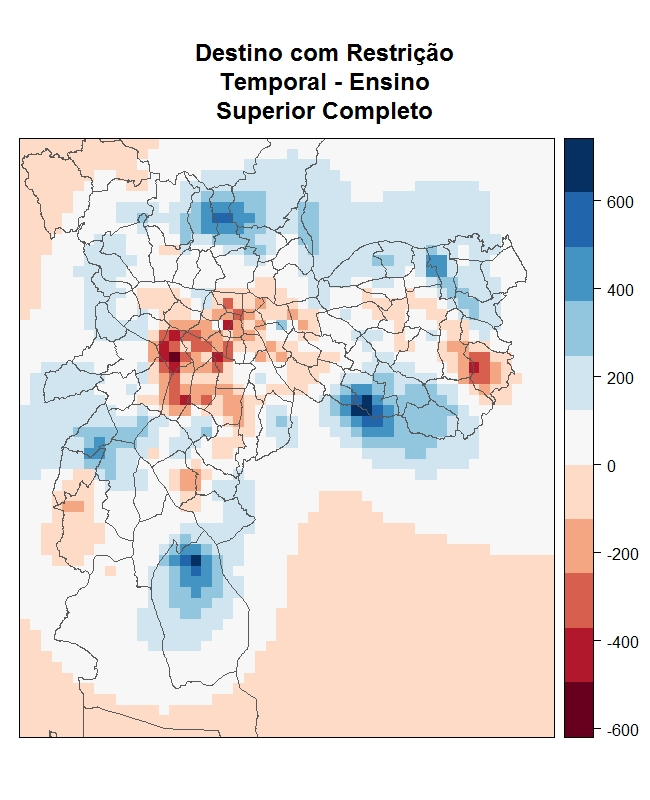 Destino com Restrição
Temporal - Ensino
Superior Completo
600
400
200
0
-200
-400
-600